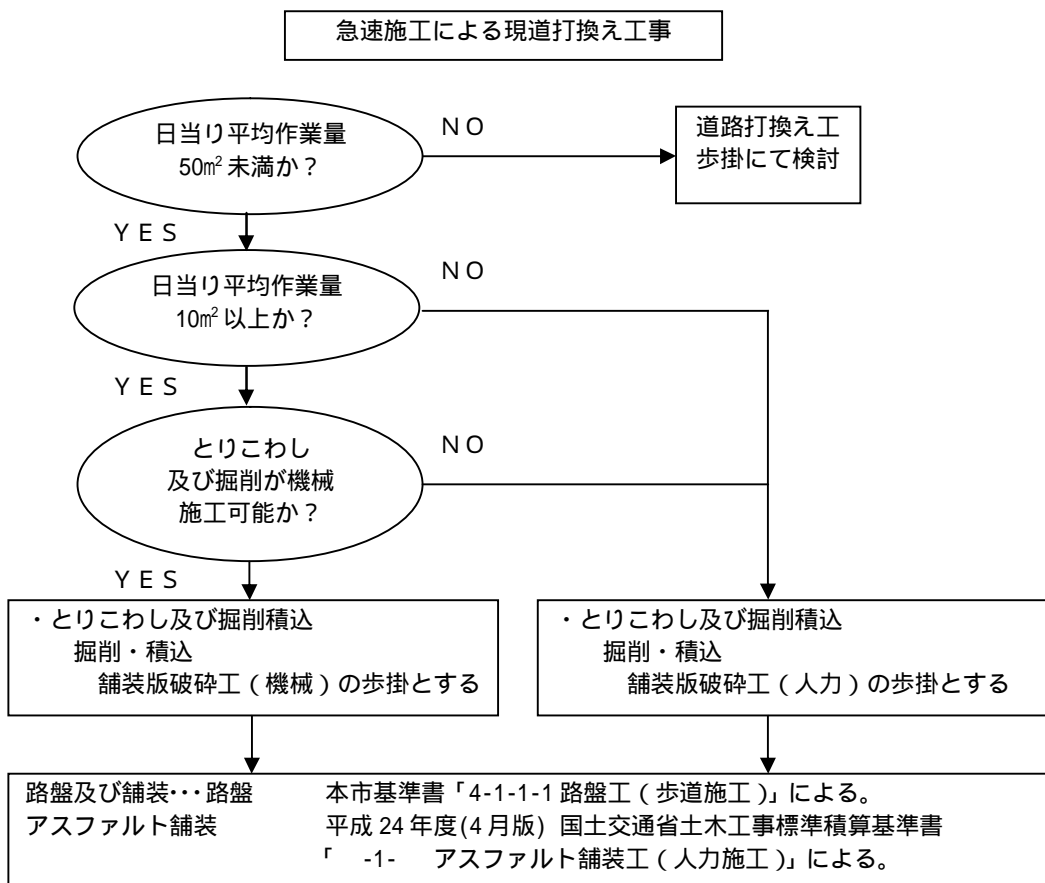 急速施工による現道打換え工事
日当り平均作業量
50㎡未満か？
NO
道路打換え工
歩掛にて検討
YES
日当り平均作業量
10㎡以上か？
NO
YES
とりこわし
及び掘削が機械
施工可能か？
NO
YES
・とりこわし及び掘削積込
掘削・積込
舗装版破砕工（機械）の歩掛とする
・とりこわし及び掘削積込
掘削・積込
舗装版破砕工（人力）の歩掛とする
路盤及び舗装･･･路盤 本市基準書「4-1-1-1 路盤工（歩道施工）」による。
アスファルト舗装 平成 24 年度(4 月版) 国土交通省土木工事標準積算基準書
「 -1- アスファルト舗装工（人力施工）」による。